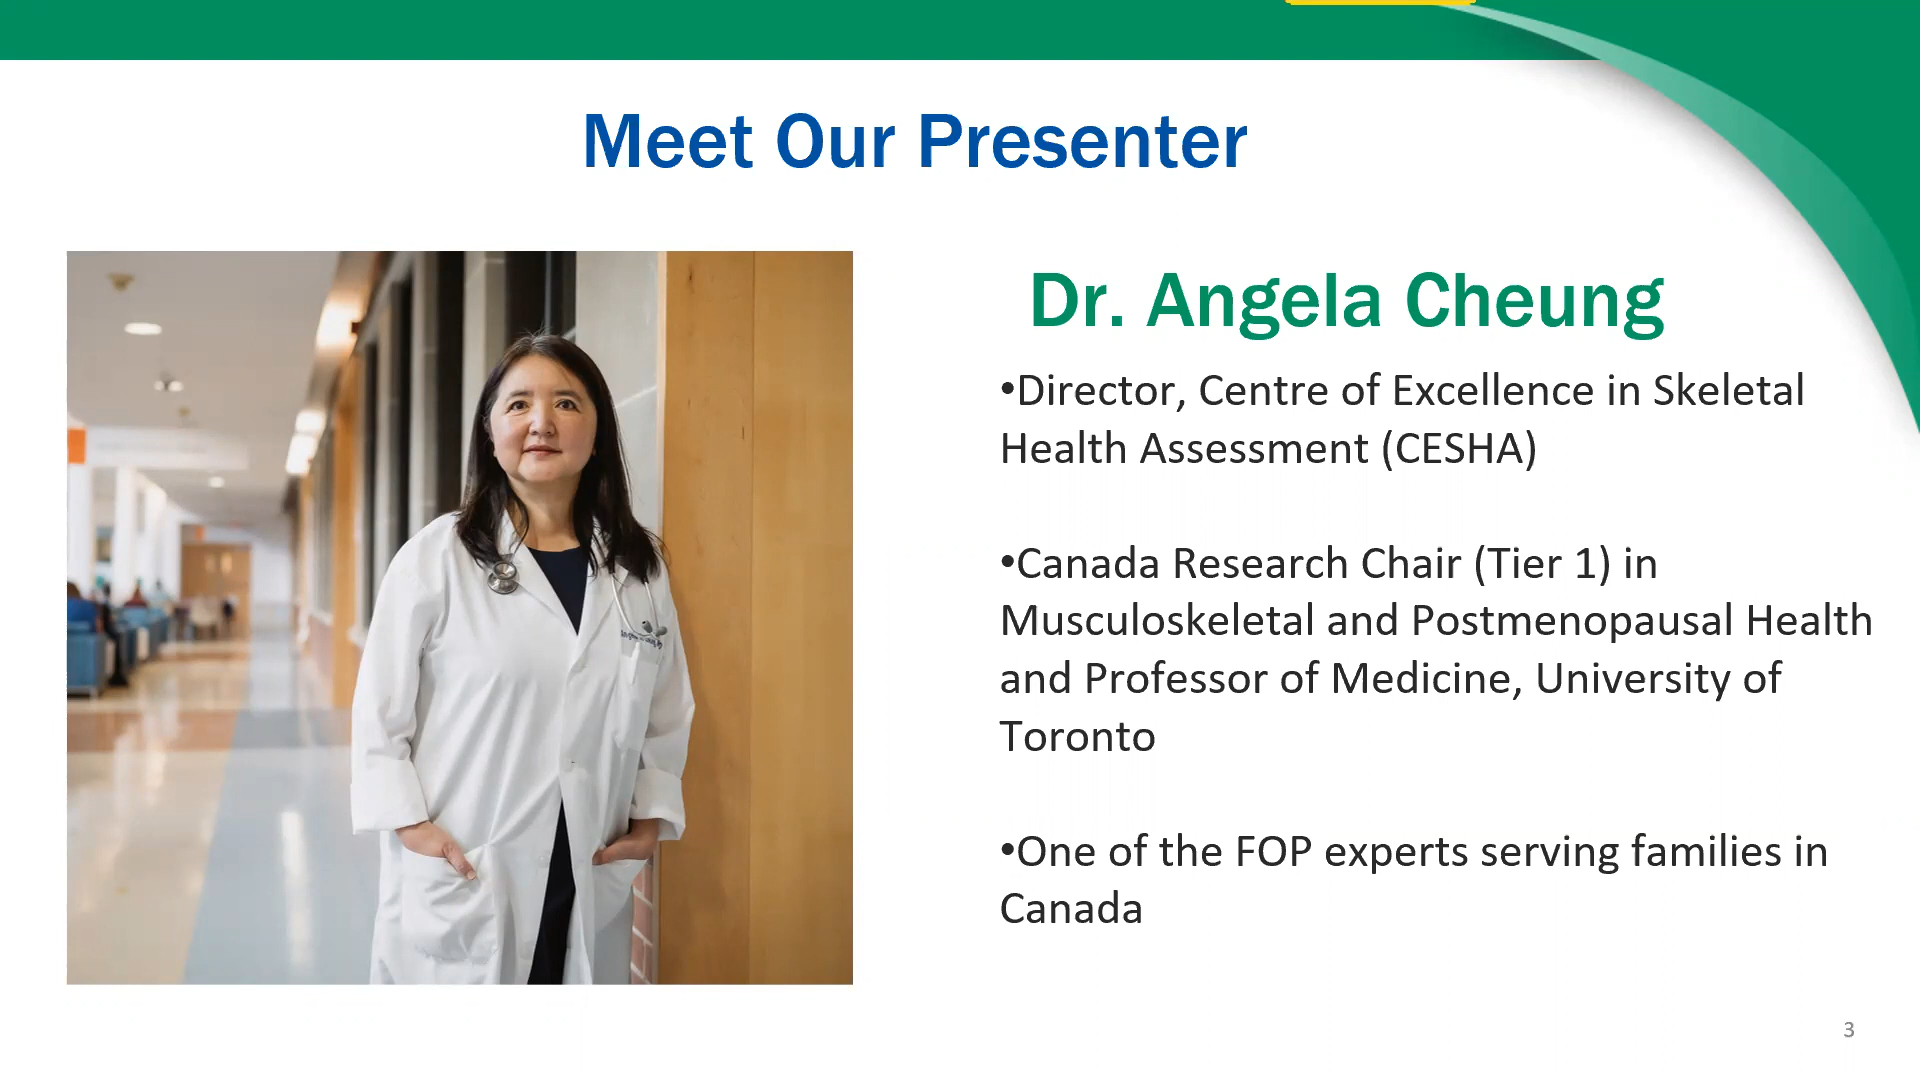 Meet Our Presenter
Dr. Angela Cheung
•Director, Centre of Excellence in Skeletal
Health Assessment (CESHA)
•Canada Research Chair (Tier 1) in
Musculoskeletal and Postmenopausal Health
and Professor of Medicine, University of
Toronto
•One of the FOP experts serving families in
Canada
3